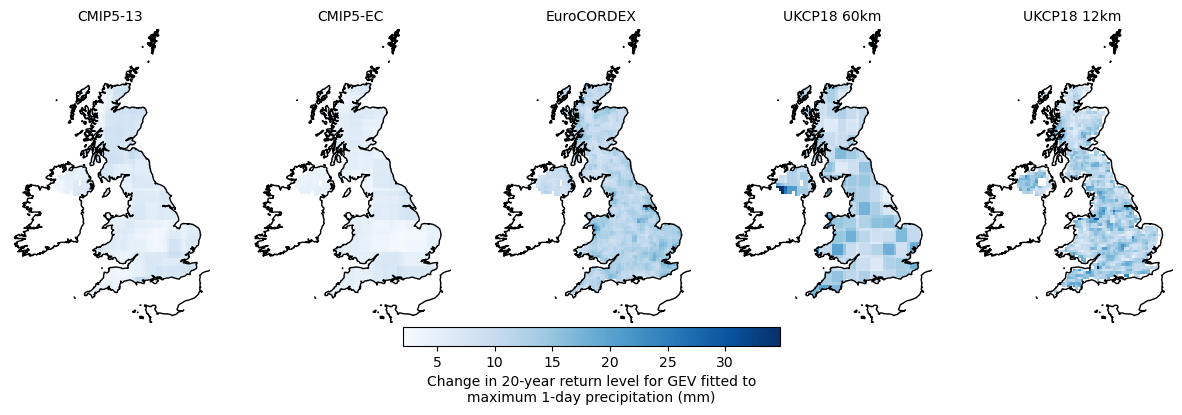 CMIP5-13
CMIP5-EC
EuroCORDEX
UKCP18 60km
UKCP18 12km
5
10
15
20
25
30
Change in 20-year return level for GEV fitted to
maximum 1-day precipitation (mm)